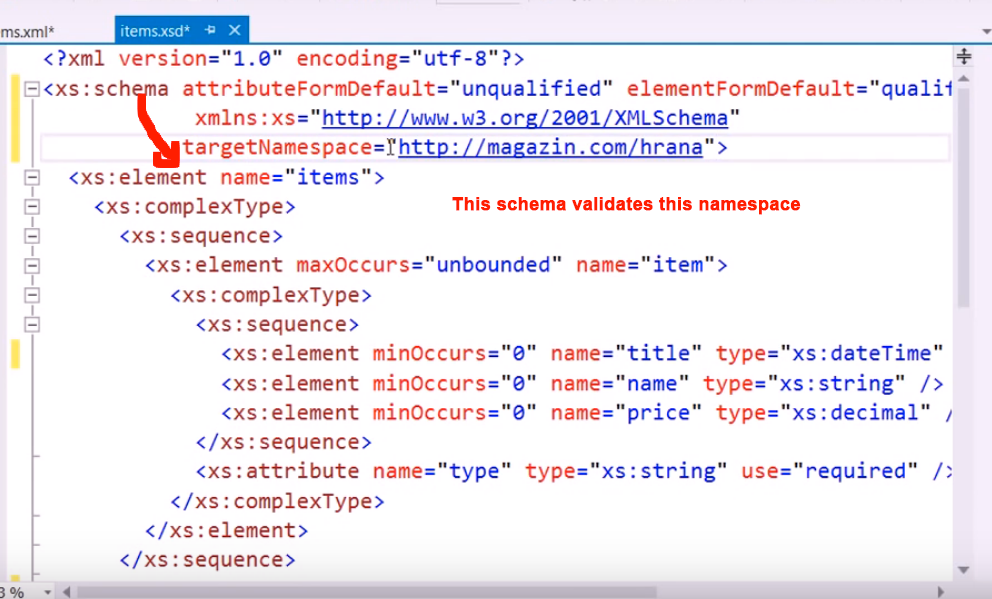 ms.xml*
items.xsd*
<?xml version="1.0" encoding="utf-8"?>
<xs:schema attributeFormDefault="unqualified" elementFormDefault="qualif
xmlns:xs="http://www.w3.org/2001/XMLSchema"
targetNamespace="http://magazin.com/hrana">
<xs:element name="items">
<xs:complexType>
This schema validates this namespace
<xs:sequence>
<xs:element maxOccurs="unbounded" name="item">
<xs:complexType>
<xs:sequence>
<xs:element minOccurs="0" name="title" type="xs:dateTime"
<xs:element minOccurs="0" name="name" type="xs:string" />
<xs:element minOccurs="0" name="price" type="xs:decimal" /
</xs:sequence>
<xs:attribute name="type" type="xs:string" use="required" />
</xs:complexType>
</xs:element>
</xs:sequence>
%